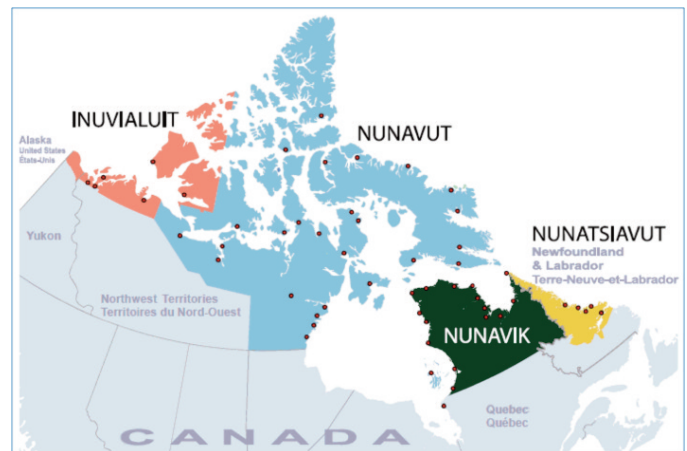 INUVIALUIT
NUNAVUT
Alaska
United States
États-Unis
NUNATSIAVUT
Newfoundland
& Labrador
Terre-Neuve-et-Labrador
Yukon
Northwest Territories
Territoires du Nord-Ouest
NUNAVIK
Quebec
Québec
CANADA